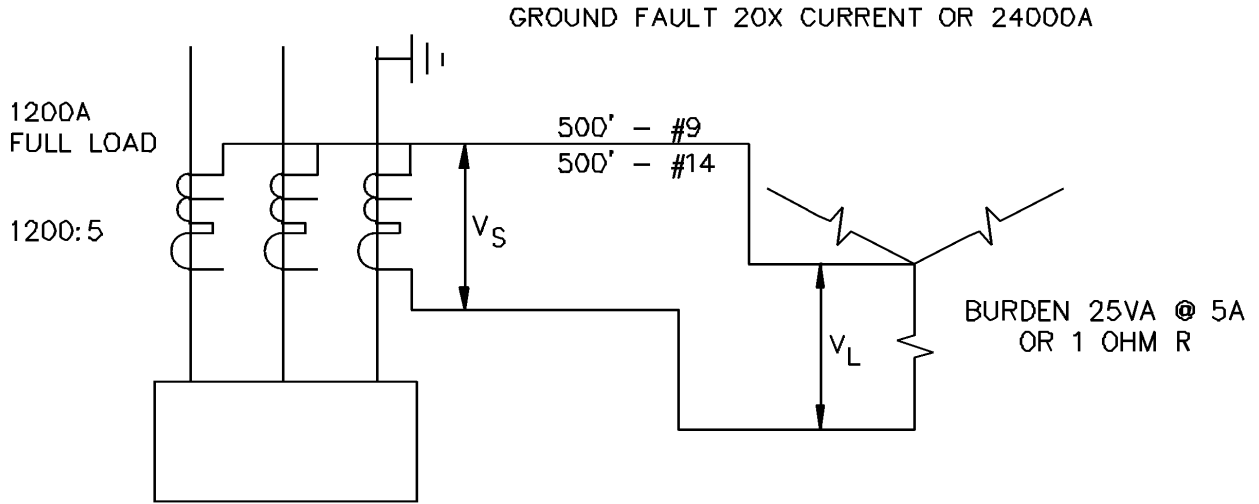 GROUND FAULT 20X CURRENT OR 24000A
1200A
FULL LOAD
500' - #9
500' - #14
1200:5
VS
BURDEN 25VA @ 5A
OR 1 OHM R
VL